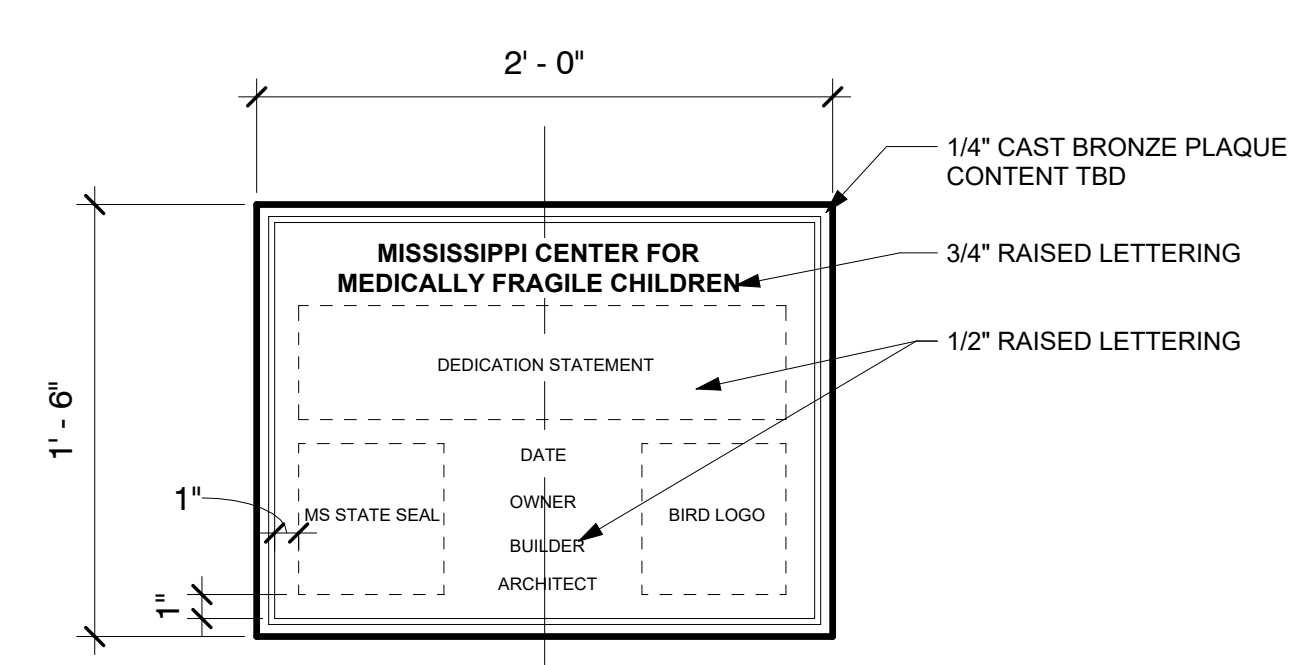 2' - 0"
1/4" CAST BRONZE PLAQUE
CONTENT TBD
MISSISSIPPI CENTER FOR
MEDICALLY FRAGILE CHILDREN
3/4" RAISED LETTERING
1/2" RAISED LETTERING
DEDICATION STATEMENT
1' - 6"
DATE
1"
OWNER
MS STATE SEAL
BIRD LOGO
BUILDER
ARCHITECT
1"